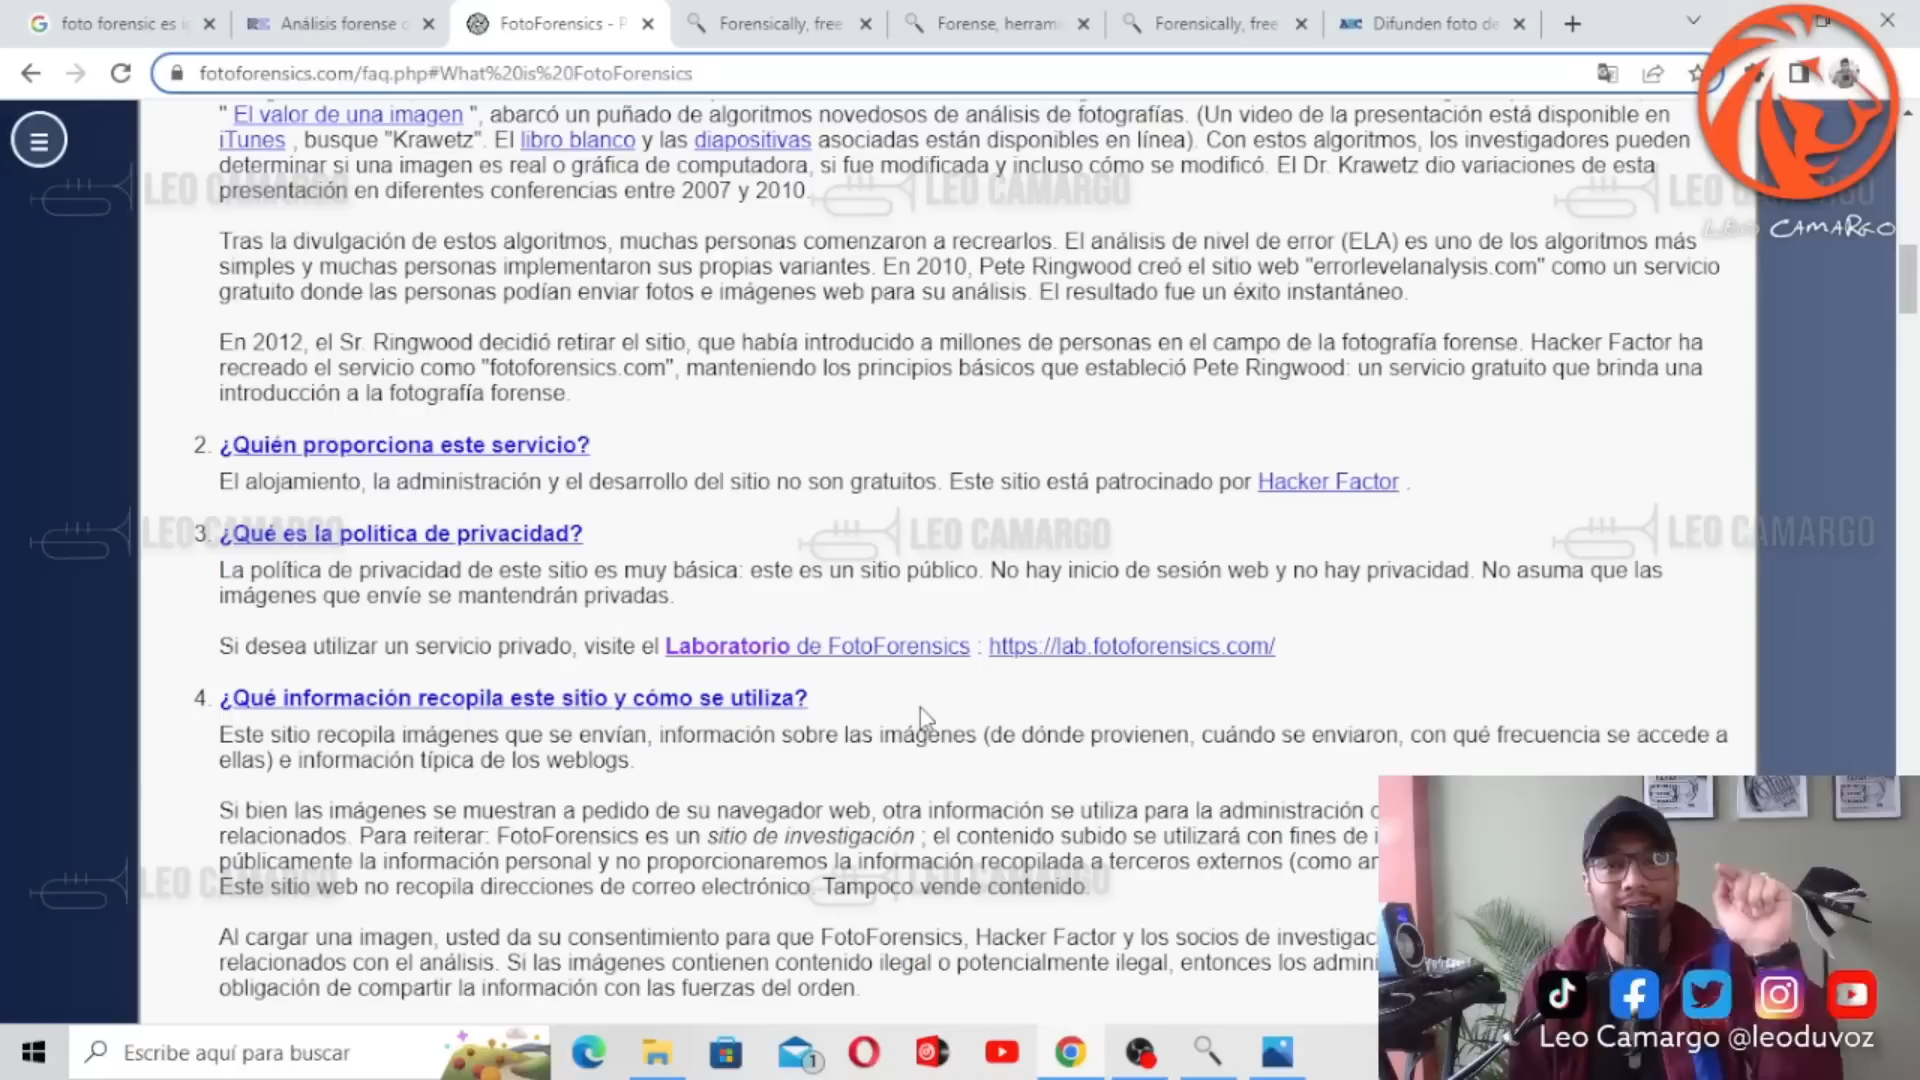 foto forensic es i
Análisis forense c
FotoForensics - P
Forensically, free
Forense, herram
Forensically, free
Difunden foto de
fotoforensics.com/faq.php#What%20is%20FotoForensics
" El valor de una imagen ", abarcó un puñado de algoritmos novedosos de análisis de fotografías. (Un video de la presentación está disponible en
iTunes , busque "Krawetz". El libro blanco y las diapositivas asociadas están disponibles en línea). Con estos algoritmos, los investigadores pueden
determinar si una imagen es real o gráfica de computadora, si fue modificada y incluso cómo se modificó. El Dr. Krawetz dio variaciones de esta
presentación en diferentes conferencias entre 2007 y 2010.
LEO CAMARGO
LEO CAMARGO
LEO CAMARGO
LEO CAMARGO
Tras la divulgación de estos algoritmos, muchas personas comenzaron a recrearlos. El análisis de nivel de error (ELA) es uno de los algoritmos más
simples y muchas personas implementaron sus propias variantes. En 2010, Pete Ringwood creó el sitio web "errorlevelanalysis.com" como un servicio
gratuito donde las personas podían enviar fotos e imágenes web para su análisis. El resultado fue un éxito instantáneo.
En 2012, el Sr. Ringwood decidió retirar el sitio, que había introducido a millones de personas en el campo de la fotografía forense. Hacker Factor ha
recreado el servicio como "fotoforensics.com", manteniendo los principios básicos que estableció Pete Ringwood: un servicio gratuito que brinda una
introducción a la fotografía forense.
2. ¿Quién proporciona este servicio?
El alojamiento, la administración y el desarrollo del sitio no son gratuitos. Este sitio está patrocinado por Hacker Factor .
3. ¿Qué es la politica de privacidad?
LEO CAMARGO
LEO CAMARGO
LEO CAMARGO
La política de privacidad de este sitio es muy básica: este es un sitio público. No hay inicio de sesión web y no hay privacidad. No asuma que las
imágenes que envíe se mantendrán privadas.
Si desea utilizar un servicio privado, visite el Laboratorio de FotoForensics : https://lab.fotoforensics.com/
4. ¿Qué información recopila este sitio y cómo se utiliza?
Este sitio recopila imágenes que se envían, información sobre las imágenes (de dónde provienen, cuándo se enviaron, con qué frecuencia se accede a
ellas) e información típica de los weblogs.
Si bien las imágenes se muestran a pedido de su navegador web, otra información se utiliza para la administración
relacionados. Para reiterar: FotoForensics es un sitio de investigación ; el contenido subido se utilizará con fines de i
públicamente la información personal y no proporcionaremos la información recopilada a terceros externos (como ar
Este sitio web no recopila direcciones de correo electrónico. Tampoco vende contenido.
LEO CAMARGO
LEO CAMARGO
Al cargar una imagen, usted da su consentimiento para que FotoForensics, Hacker Factor y los socios de investigac
relacionados con el análisis. Si las imágenes contienen contenido ilegal o potencialmente ilegal, entonces los admini
obligación de compartir la información con las fuerzas del orden.
Leo Camargo @leoduvoz
Escribe aquí para buscar
1